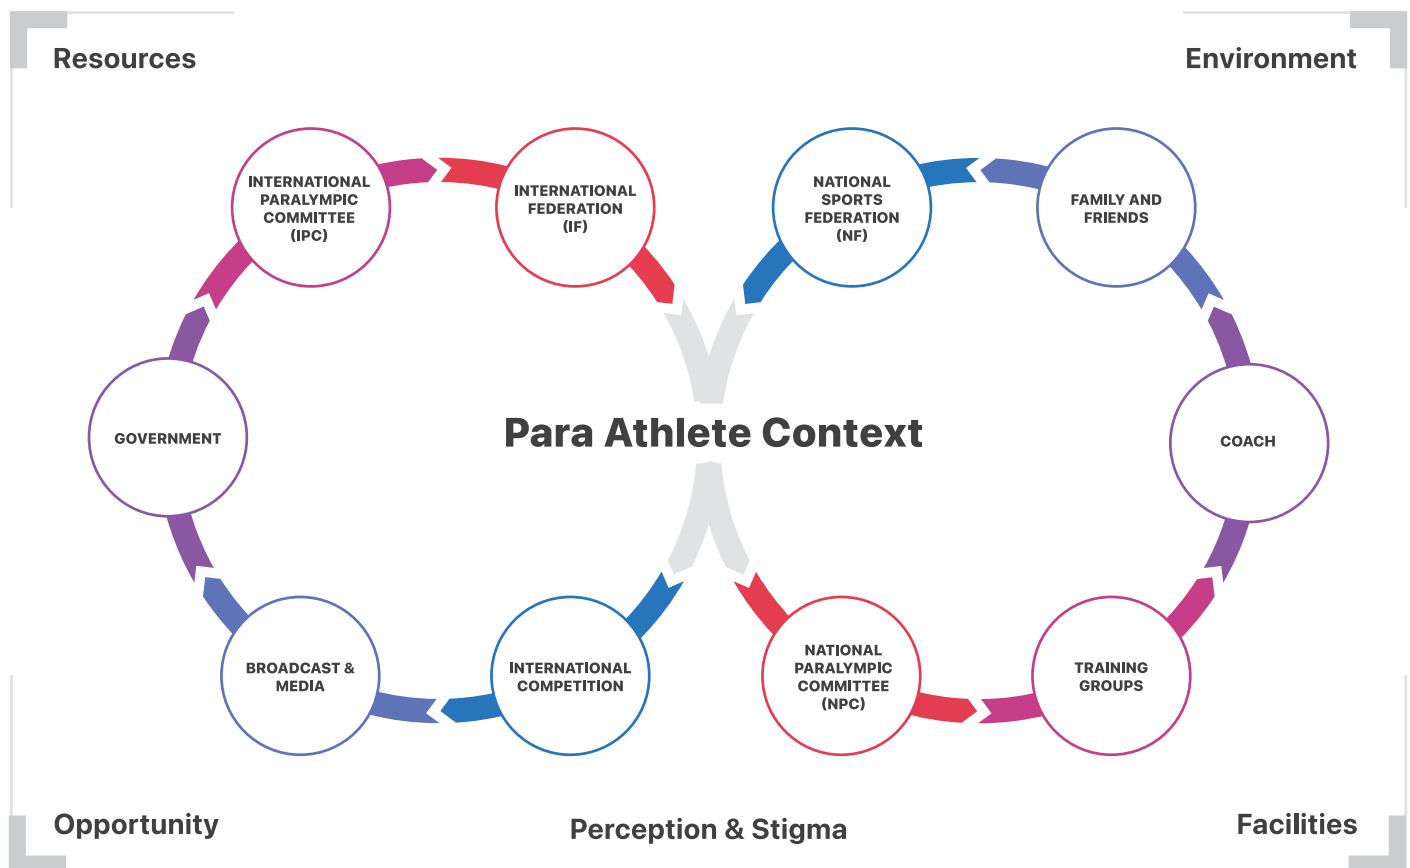 Resources
Environment
INTERNATIONAL
PARALYMPIC
COMMITTEE
(IPC)
INTERNATIONAL
FEDERATION
(IF)
NATIONAL
SPORTS
FEDERATION
(NF)
FAMILY AND
FRIENDS
GOVERNMENT
Para Athlete Context
COACH
BROADCAST &
MEDIA
INTERNATIONAL
COMPETITION
NATIONAL
PARALYMPIC
COMMITTEE
(NPC)
TRAINING
GROUPS
Opportunity
Perception & Stigma
Facilities